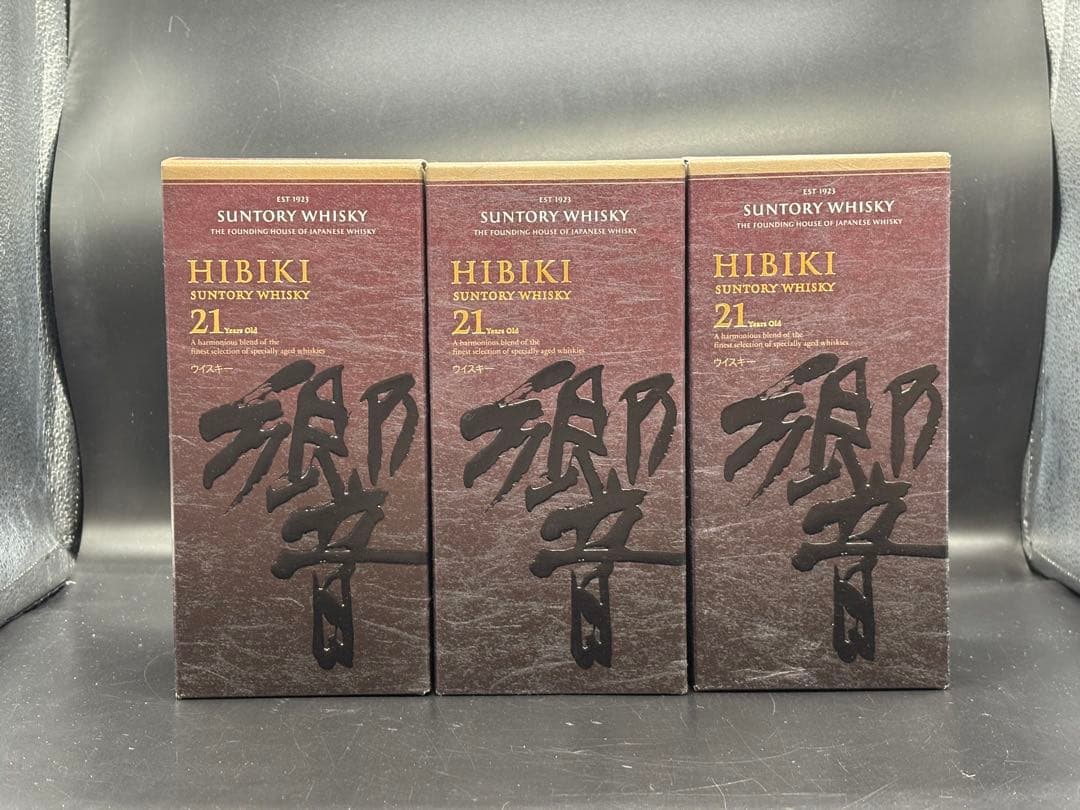 EST 1923
SUNTORY WHISKY
THE FOUNDING HOUSE OF JAPANESE WHISKY
HIBIKI
SUNTORY WHISKY
21 Years Old
A harmonious blend of the
finest selection of specially aged whiskies
ウイスキー
響
EST 1923
SUNTORY WHISKY
THE FOUNDING HOUSE OF JAPANESE WHISKY
HIBIKI
SUNTORY WHISKY
21 Years Old
A harmonious blend of the
finest selection of specially aged whiskies
ウイスキー
響
EST 1923
SUNTORY WHISKY
THE FOUNDING HOUSE OF JAPANESE WHISKY
HIBIKI
SUNTORY WHISKY
21 Years Old
A harmonious blend of the
finest selection of specially aged whiskies
ウイスキー
響